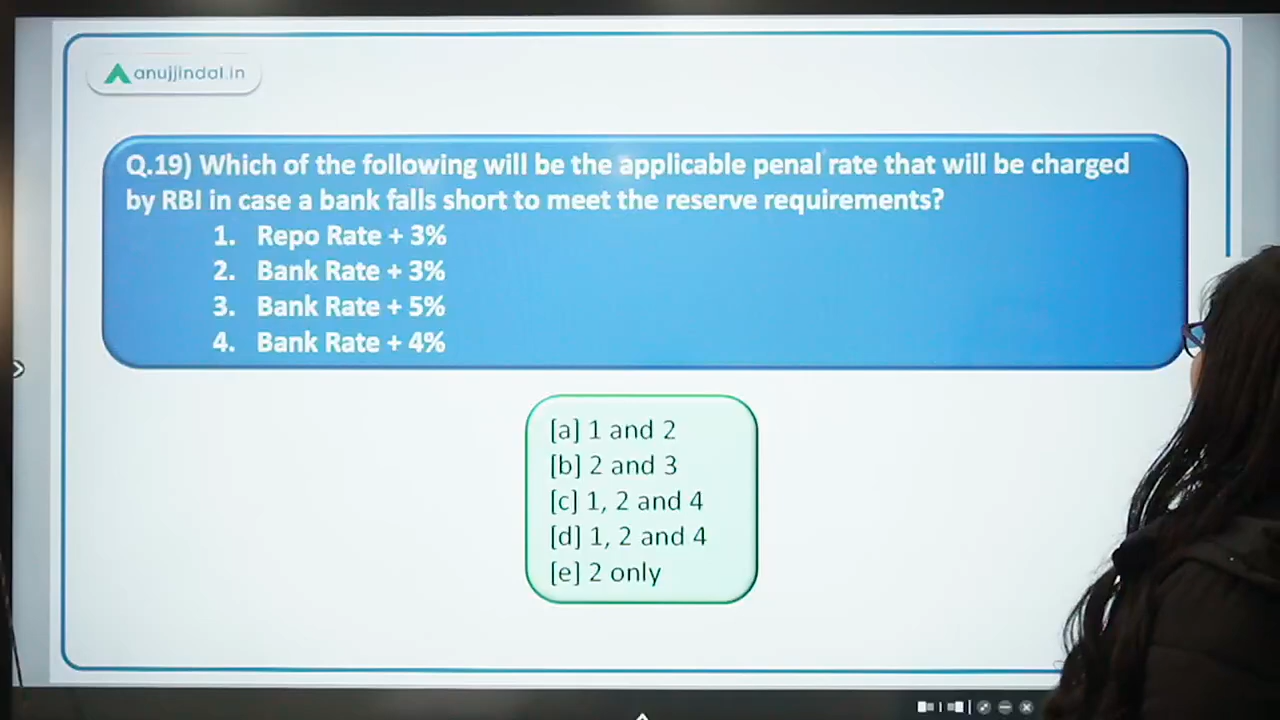 anujjindal.in
Q.19) Which of the following will be the applicable penal rate that will be charged
by RBI in case a bank falls short to meet the reserve requirements?
1. Repo Rate + 3%
2. Bank Rate + 3%
3. Bank Rate + 5%
4. Bank Rate + 4%
[a] 1 and 2
[b] 2 and 3
[c] 1, 2 and 4
[d] 1, 2 and 4
[e] 2 only